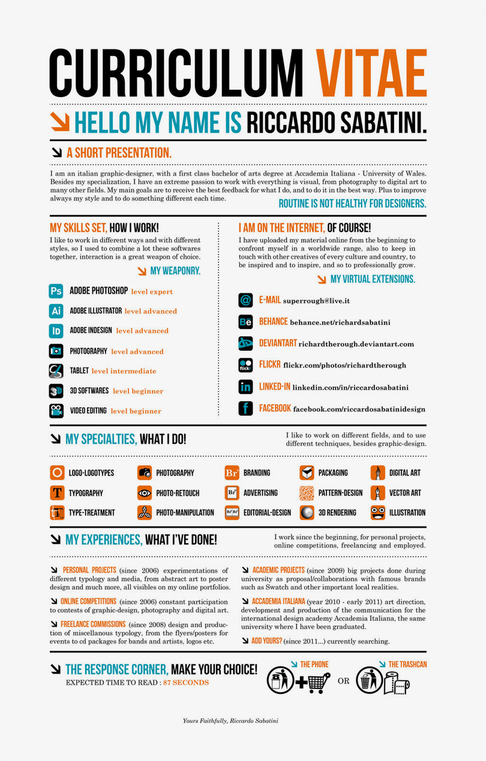 CURRICULUM VITAE
HELLO MY NAME IS RICCARDO SABATINI.
A SHORT PRESENTATION.
I am an italian graphic-designer, with a first class bachelor of arts degree at Accademia Italiana - University of Wales.
Besides my specialization, I have an extreme passion to work with everything is visual, from photography to digital art to
many other fields. My main goals are to receive the best feedback for what I do, and to do it in the best way. Plus to improve
always my style and to do something different each time.
ROUTINE IS NOT HEALTHY FOR DESIGNERS.
MY SKILLS SET, HOW I WORK!
I like to work in different ways and with different
styles, so I used to combine a lot these softwares
together, interaction is a great weapon of choice.
MY WEAPONRY.
Ps ADOBE PHOTOSHOP level expert
Ai ADOBE ILLUSTRATOR level advanced
ID ADOBE INDESIGN level advanced
PHOTOGRAPHY level advanced
TABLET level intermediate
3D 3D SOFTWARES level beginner
VIDEO EDITING level beginner
I AM ON THE INTERNET, OF COURSE!
I have uploaded my material online from the beginning to
confront myself in a worldwide range, also to keep in
touch with other creatives of every culture and country, to
be inspired and to inspire, and so to professionally grow.
MY VIRTUAL EXTENSIONS.
@ E-MAIL superrough@live.it
Bē BEHANCE behance.net/richardsabatini
DEVIANTART richardtherough.deviantart.com
flickr FLICKR flickr.com/photos/richardtherough
in LINKED-IN linkedin.com/in/riccardosabatini
f FACEBOOK facebook.com/riccardosabatinidesign
MY SPECIALTIES, WHAT I DO!
I like to work on different fields, and to use
different techniques, besides graphic-design.
LOGO-LOGOTYPES PHOTOGRAPHY Br BRANDING PACKAGING DIGITAL ART
T TYPOGRAPHY PHOTO-RETOUCH ADVERTISING PATTERN-DESIGN VECTOR ART
TYPE-TREATMENT PHOTO-MANIPULATION EDITORIAL-DESIGN 3D RENDERING ILLUSTRATION
MY EXPERIENCES, WHAT I'VE DONE!
I work since the beginning, for personal projects,
online competitions, freelancing and employed.
PERSONAL PROJECTS (since 2006) experimentations of
different typology and media, from abstract art to poster
design and much more, all visibles on my online portfolios.
ONLINE COMPETITIONS (since 2006) constant participation
to contests of graphic-design, photography and digital art.
FREELANCE COMMISSIONS (since 2008) design and produc-
tion of miscellanous typology, from the flyers/posters for
events to cd packages for bands and artists, logos etc.
ACADEMIC PROJECTS (since 2009) big projects done during
university as proposal/collaborations with famous brands
such as Swatch and other important local realities.
ACCADEMIA ITALIANA (year 2010 - early 2011) art direction,
development and production of the communication for the
international design academy Accademia Italiana, the same
university where I have been graduated.
ADD YOURS? (since 2011...) currently searching.
THE RESPONSE CORNER, MAKE YOUR CHOICE!
EXPECTED TIME TO READ : 87 SECONDS
THE PHONE
OR
THE TRASHCAN
Yours Faithfully, Riccardo Sabatini